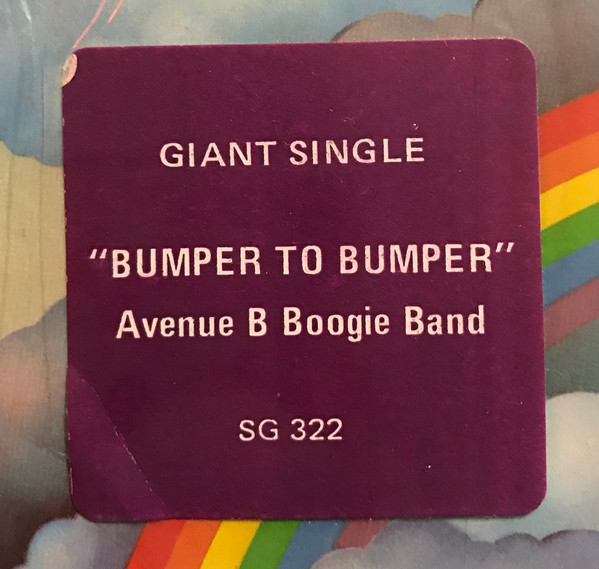 GIANT SINGLE
"BUMPER TO BUMPER"
Avenue B Boogie Band
SG 322